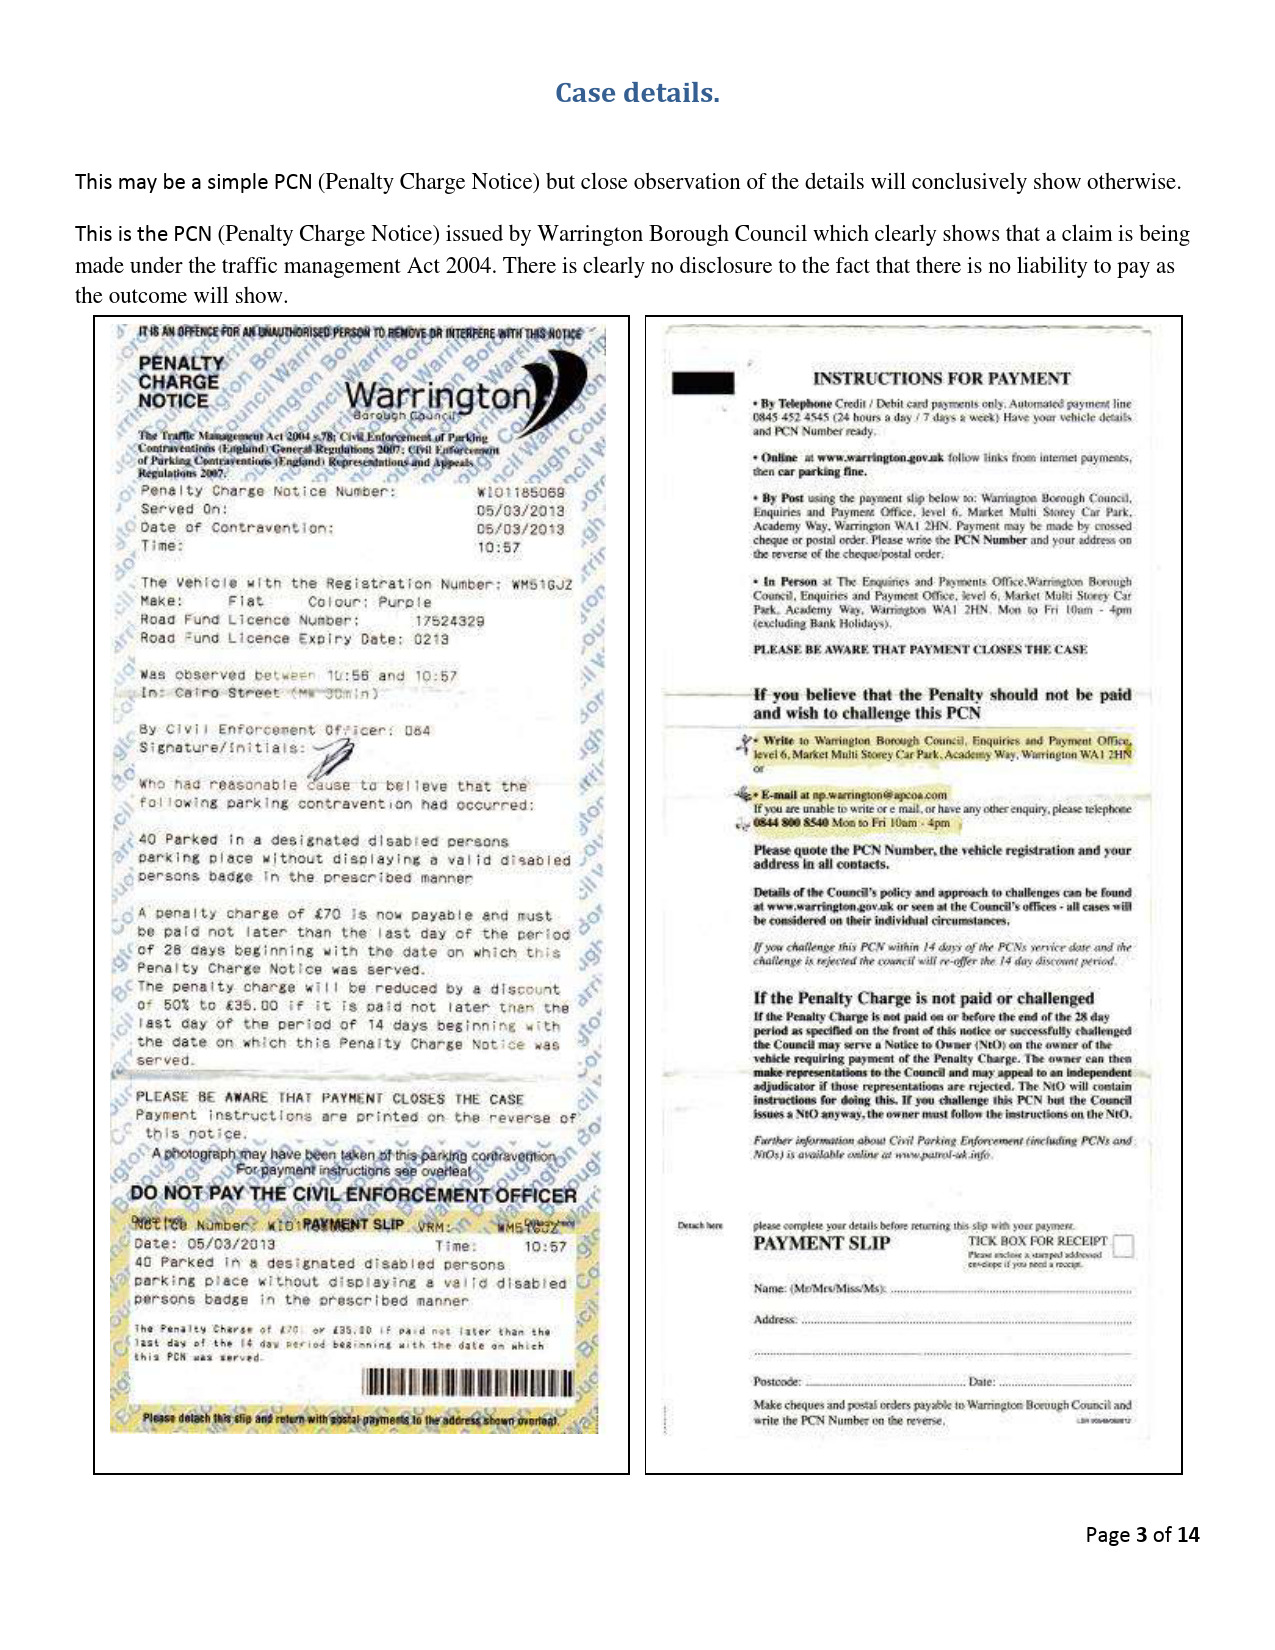 Case details.
This may be a simple PCN (Penalty Charge Notice) but close observation of the details will conclusively show otherwise.
This is the PCN (Penalty Charge Notice) issued by Warrington Borough Council which clearly shows that a claim is being
made under the traffic management Act 2004. There is clearly no disclosure to the fact that there is no liability to pay as
the outcome will show.
IT IS AN OFFENCE FOR AN UNAUTHORISED PERSON TO REMOVE OR INTERFERE WITH THIS NOTICE
PENALTY
CHARGE
NOTICE
Warrington
Borough Council
The Traffic Management Act 2004 s.78; Civil Enforcement of Parking
Contraventions (England) General Regulations 2007; Civil Enforcement
of Parking Contraventions (England) Representations and Appeals
Regulations 2007.
Penalty Charge Notice Number: WI01185069
Served On: 05/03/2013
Date of Contravention: 05/03/2013
Time: 10:57
The Vehicle with the Registration Number: WM51GJZ
Make: Fiat Colour: Purple
Road Fund Licence Number: 17524329
Road Fund Licence Expiry Date: 0213
Was observed between 10:56 and 10:57
In: Cairo Street (MW 30min)
By Civil Enforcement Officer: 084
Signature/Initials:
Who had reasonable cause to believe that the
following parking contravention had occurred:
40 Parked in a designated disabled persons
parking place without displaying a valid disabled
persons badge in the prescribed manner
A penalty charge of £70 is now payable and must
be paid not later than the last day of the period
of 28 days beginning with the date on which this
Penalty Charge Notice was served.
The penalty charge will be reduced by a discount
of 50% to £35.00 if it is paid not later than the
last day of the period of 14 days beginning with
the date on which this Penalty Charge Notice was
served.
PLEASE BE AWARE THAT PAYMENT CLOSES THE CASE
Payment instructions are printed on the reverse of
this notice.
A photograph may have been taken of this parking contravention
For payment instructions see overleaf
DO NOT PAY THE CIVIL ENFORCEMENT OFFICER
Notice Number: WI01 PAYMENT SLIP VRM: WM51GJZ
Date: 05/03/2013 Time: 10:57
40 Parked in a designated disabled persons
parking place without displaying a valid disabled
persons badge in the prescribed manner
The Penalty Charge of £70 or £35.00 if paid not later than the
last day of the 14 day period beginning with the date on which
this PCN was served.
Please detach this slip and return with postal payments to the address shown overleaf.
INSTRUCTIONS FOR PAYMENT
• By Telephone Credit / Debit card payments only. Automated payment line
0845 452 4545 (24 hours a day / 7 days a week) Have your vehicle details
and PCN Number ready.
• Online at www.warrington.gov.uk follow links from internet payments,
then car parking fine.
• By Post using the payment slip below to: Warrington Borough Council,
Enquiries and Payment Office, level 6, Market Multi Storey Car Park,
Academy Way, Warrington WA1 2HN. Payment may be made by crossed
cheque or postal order. Please write the PCN Number and your address on
the reverse of the cheque/postal order.
• In Person at The Enquiries and Payments Office,Warrington Borough
Council, Enquiries and Payment Office, level 6, Market Multi Storey Car
Park, Academy Way, Warrington WA1 2HN. Mon to Fri 10am - 4pm
(excluding Bank Holidays).
PLEASE BE AWARE THAT PAYMENT CLOSES THE CASE
If you believe that the Penalty should not be paid
and wish to challenge this PCN
• Write to Warrington Borough Council, Enquiries and Payment Office,
level 6, Market Multi Storey Car Park, Academy Way, Warrington WA1 2HN
or
• E-mail at np.warrington@apcoa.com
If you are unable to write or e mail, or have any other enquiry, please telephone
0844 800 8540 Mon to Fri 10am - 4pm
Please quote the PCN Number, the vehicle registration and your
address in all contacts.
Details of the Council's policy and approach to challenges can be found
at www.warrington.gov.uk or seen at the Council's offices - all cases will
be considered on their individual circumstances.
If you challenge this PCN within 14 days of the PCNs service date and the
challenge is rejected the council will re-offer the 14 day discount period.
If the Penalty Charge is not paid or challenged
If the Penalty Charge is not paid on or before the end of the 28 day
period as specified on the front of this notice or successfully challenged
the Council may serve a Notice to Owner (NtO) on the owner of the
vehicle requiring payment of the Penalty Charge. The owner can then
make representations to the Council and may appeal to an independent
adjudicator if those representations are rejected. The NtO will contain
instructions for doing this. If you challenge this PCN but the Council
issues a NtO anyway, the owner must follow the instructions on the NtO.
Further information about Civil Parking Enforcement (including PCNs and
NtOs) is available online at www.patrol-uk.info.
Detach here please complete your details before returning this slip with your payment.
PAYMENT SLIP TICK BOX FOR RECEIPT
Please enclose a stamped addressed
envelope if you need a receipt.
Name: (Mr/Mrs/Miss/Ms):
Address:
Postcode: Date:
Make cheques and postal orders payable to Warrington Borough Council and
write the PCN Number on the reverse.
Page 3 of 14